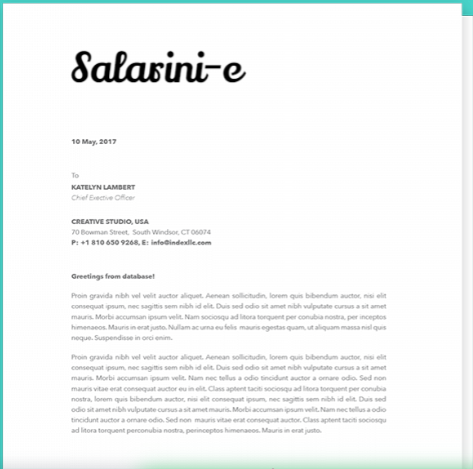 Salarini-e
10 May, 2017
To
KATELYN LAMBERT
Chief Exective Officer
CREATIVE STUDIO, USA
70 Bowman Street, South Windsor, CT 06074
P: +1 810 650 9268, E: info@indexllc.com
Greetings from database!
Proin gravida nibh vel velit auctor aliquet. Aenean sollicitudin, lorem quis bibendum auctor, nisi elit
consequat ipsum, nec sagittis sem nibh id elit. Duis sed odio sit amet nibh vulputate cursus a sit amet
mauris. Morbi accumsan ipsum velit. Nam sociosqu ad litora torquent per conubia nostra, per inceptos
himenaeos. Mauris in erat justo. Nullam ac urna eu felis mauris egestas quam, ut aliquam massa nisl quis
neque. Suspendisse in orci enim.
Proin gravida nibh vel velit auctor aliquet. Aenean sollicitudin, lorem quis bibendum auctor, nisi elit
consequat ipsum, nec sagittis sem nibh id elit. Duis sed odio sit amet nibh vulputate cursus a sit amet
mauris. Morbi accumsan ipsum velit. Nam nec tellus a odio tincidunt auctor a ornare odio. Sed non
mauris vitae erat consequat auctor eu in elit. Class aptent taciti sociosqu ad litora torquent per conubia
nostra, lorem quis bibendum auctor, nisi elit consequat ipsum, nec sagittis sem nibh id elit. Duis sed
odio sit amet nibh vulputate cursus a sit amet mauris. Morbi accumsan ipsum velit. Nam nec tellus a odio
tincidunt auctor a ornare odio. Sed non mauris vitae erat consequat auctor. Class aptent taciti sociosqu
ad litora torquent perconubia nostra, perinceptos himenaeos. Mauris in erat justo.